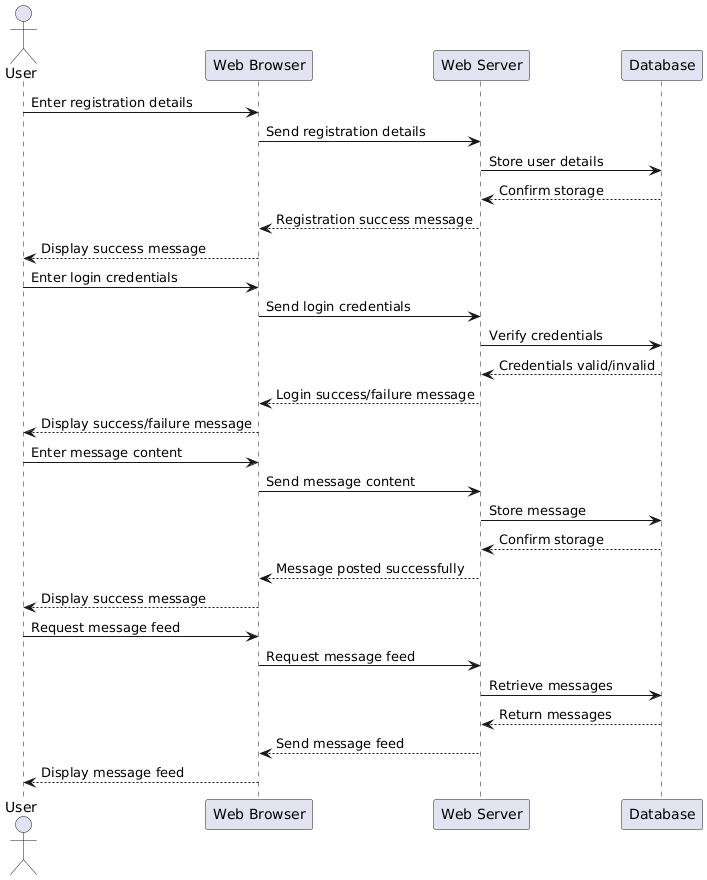 User
Web Browser
Web Server
Database
Enter registration details
Send registration details
Store user details
Confirm storage
Registration success message
Display success message
Enter login credentials
Send login credentials
Verify credentials
Credentials valid/invalid
Login success/failure message
Display success/failure message
Enter message content
Send message content
Store message
Confirm storage
Message posted successfully
Display success message
Request message feed
Request message feed
Retrieve messages
Return messages
Send message feed
Display message feed
User
Web Browser
Web Server
Database